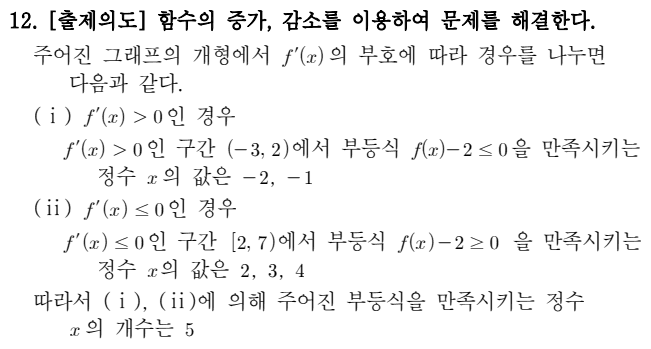 12. [출제의도] 함수의 증가, 감소를 이용하여 문제를 해결한다.
주어진 그래프의 개형에서 f′(x)의 부호에 따라 경우를 나누면
다음과 같다.
(ⅰ) f′(x) > 0인 경우
f′(x) > 0인 구간 (−3, 2)에서 부등식 f(x)−2 ≤ 0을 만족시키는
정수 x의 값은 −2, −1
(ⅱ) f′(x) ≤ 0인 경우
f′(x) ≤ 0인 구간 [2, 7)에서 부등식 f(x)−2 ≥ 0 을 만족시키는
정수 x의 값은 2, 3, 4
따라서 (ⅰ), (ⅱ)에 의해 주어진 부등식을 만족시키는 정수
x의 개수는 5